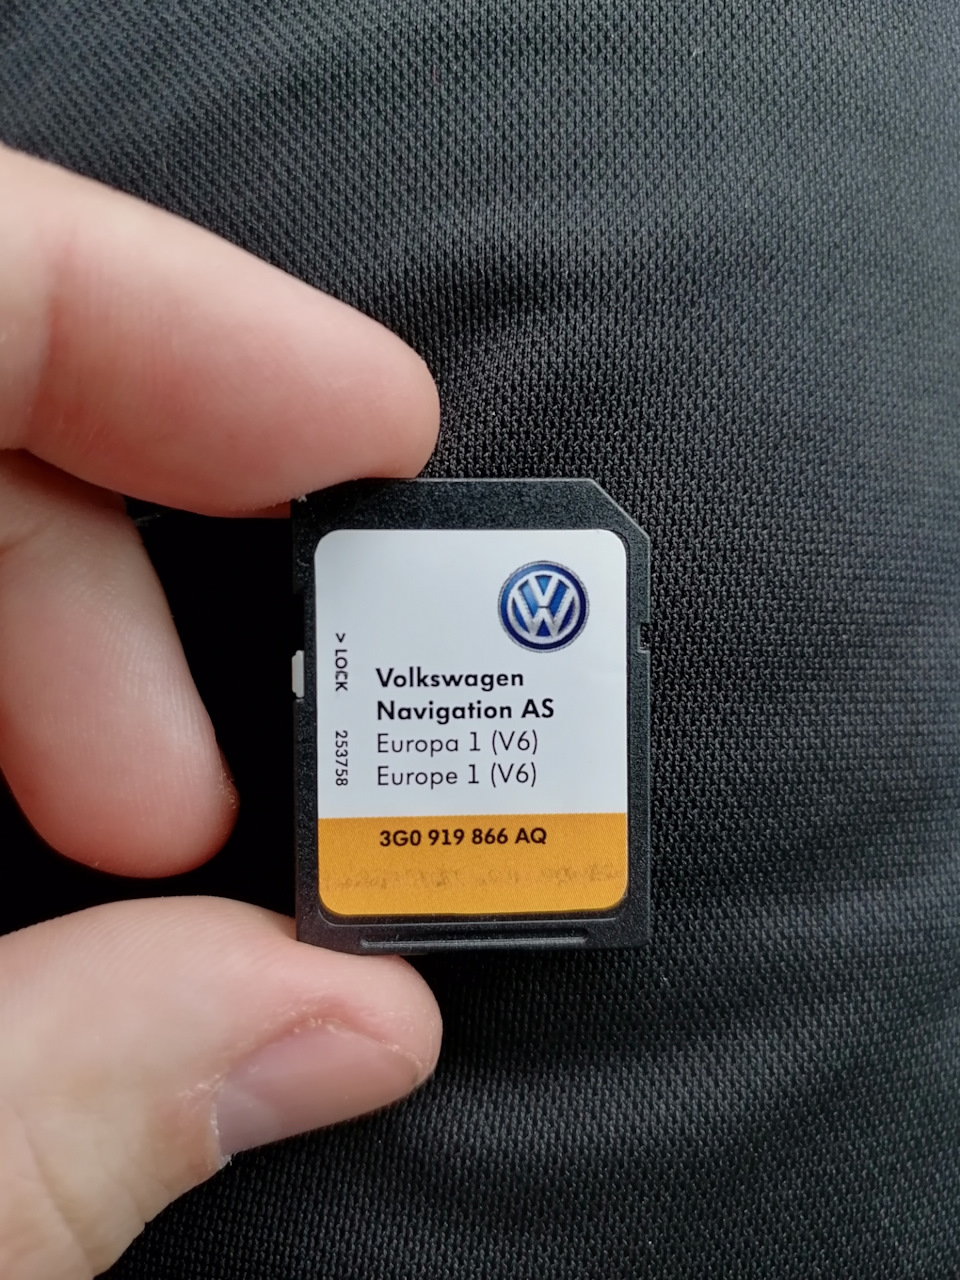 Volkswagen
Navigation AS
Europa 1 (V6)
Europe 1 (V6)
3G0 919 866 AQ
> LOCK
253758